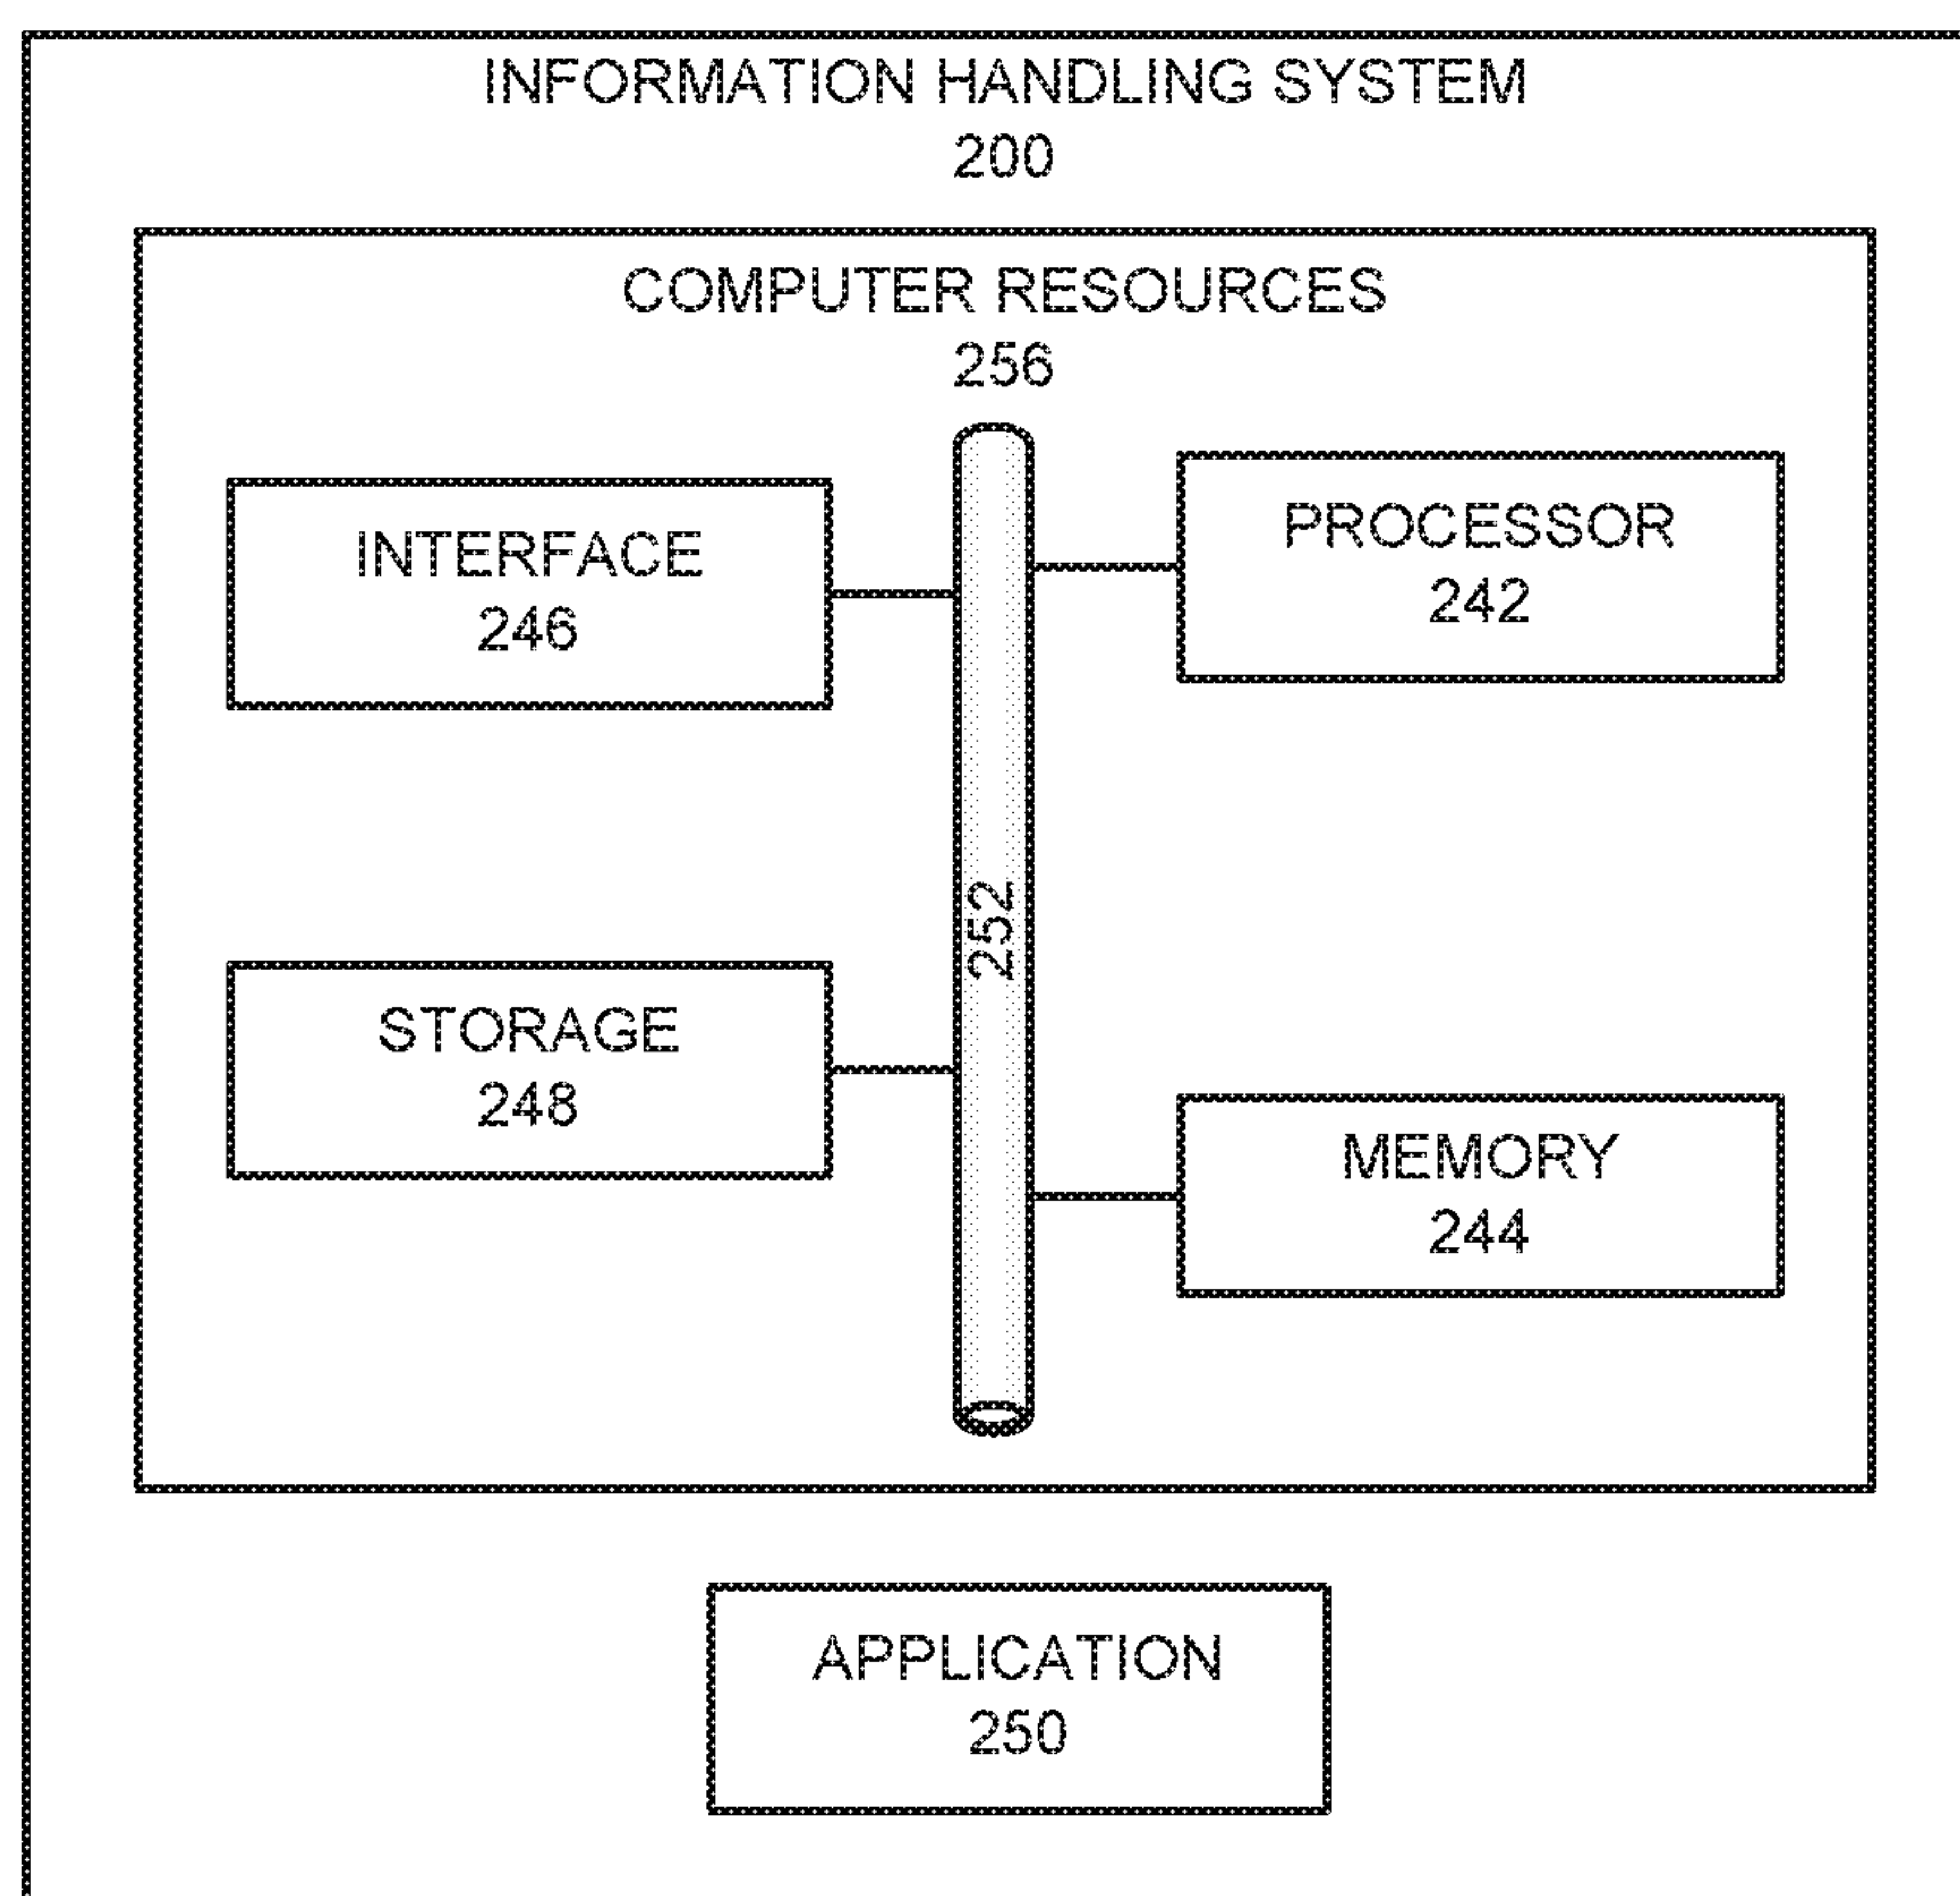 INFORMATION HANDLING SYSTEM
200
COMPUTER RESOURCES
256
INTERFACE
246
PROCESSOR
242
252
STORAGE
248
MEMORY
244
APPLICATION
250